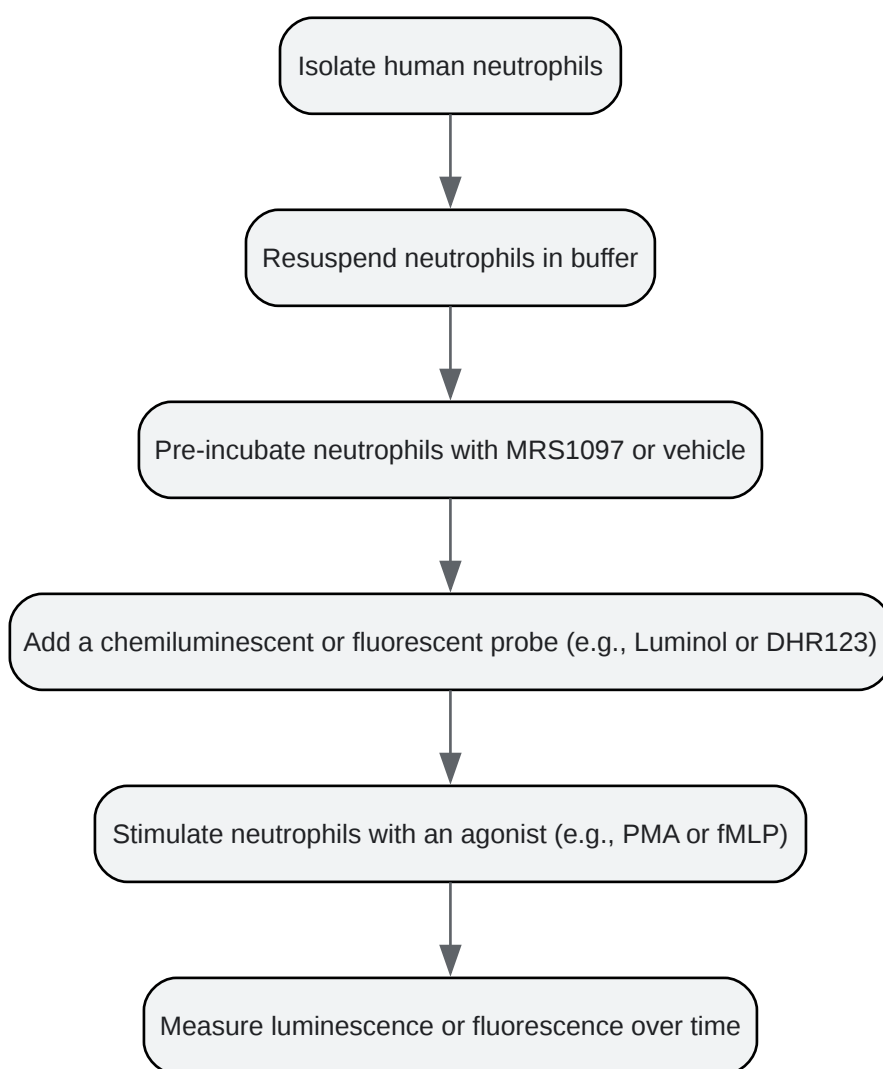 Isolate human neutrophils
Resuspend neutrophils in buffer
Pre-incubate neutrophils with MRS1097 or vehicle
Add a chemiluminescent or fluorescent probe (e.g., Luminol or DHR123)
Stimulate neutrophils with an agonist (e.g., PMA or fMLP)
Measure luminescence or fluorescence over time